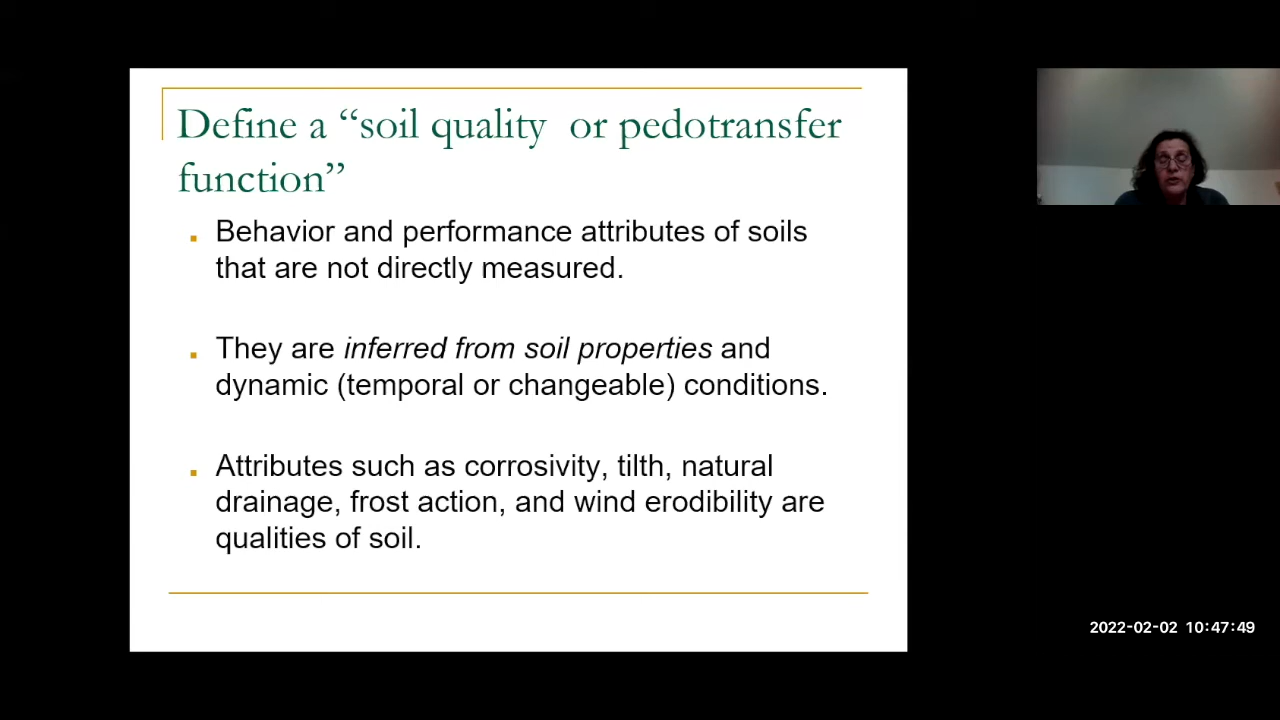 Define a “soil quality  or pedotransfer
function”
▪ Behavior and performance attributes of soils
that are not directly measured.
▪ They are inferred from soil properties and
dynamic (temporal or changeable) conditions.
▪ Attributes such as corrosivity, tilth, natural
drainage, frost action, and wind erodibility are
qualities of soil.
2022-02-02 10:47:49